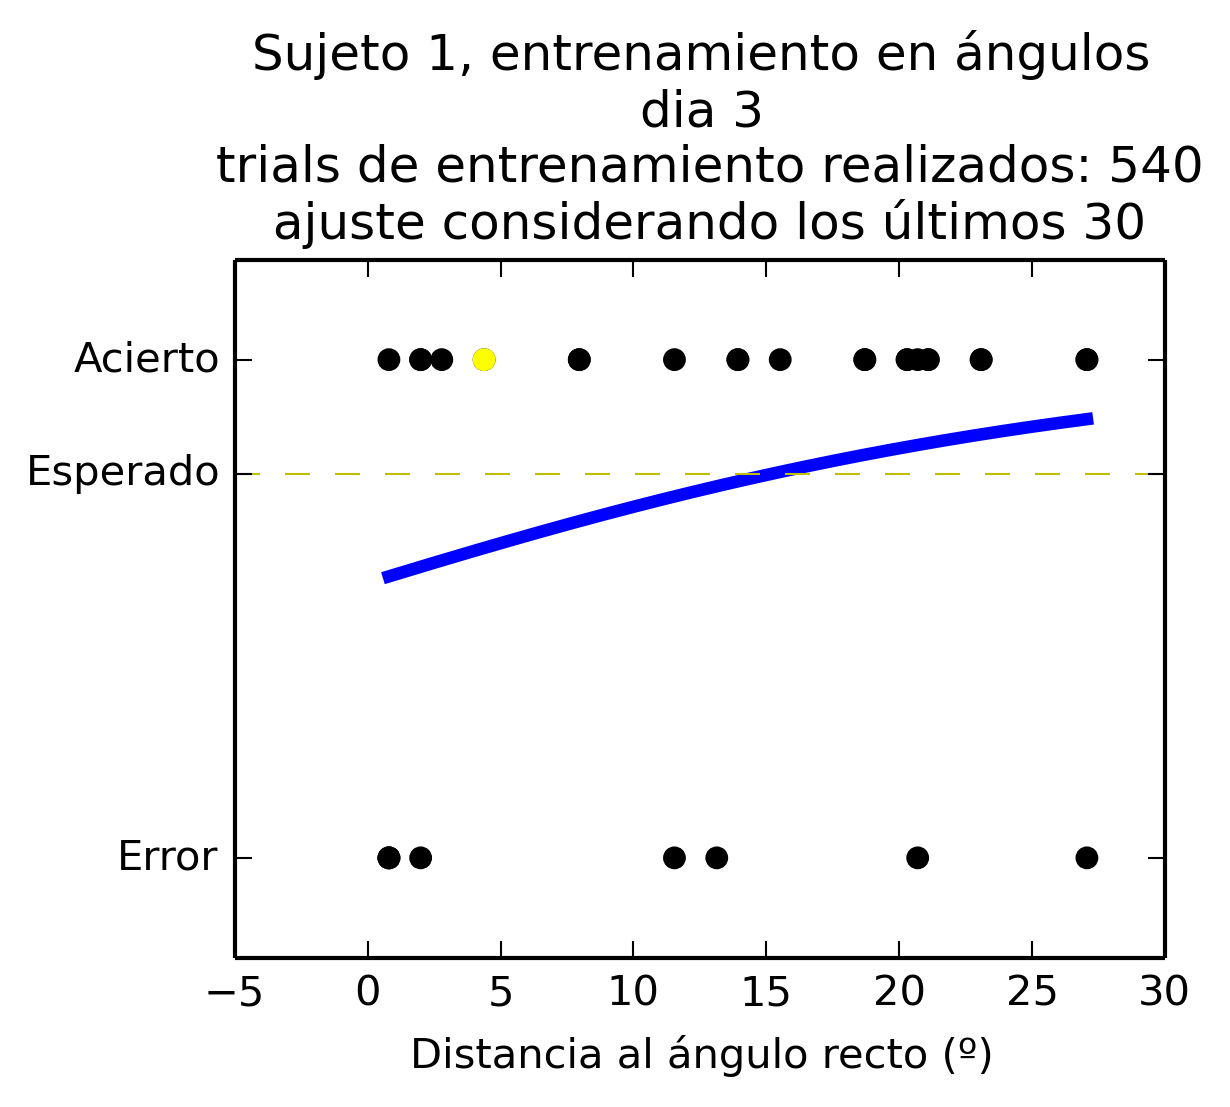 Sujeto 1, entrenamiento en ángulos
dia 3
trials de entrenamiento realizados: 540
ajuste considerando los últimos 30
Acierto
Esperado
Error
−5 0 5 10 15 20 25 30
Distancia al ángulo recto (º)